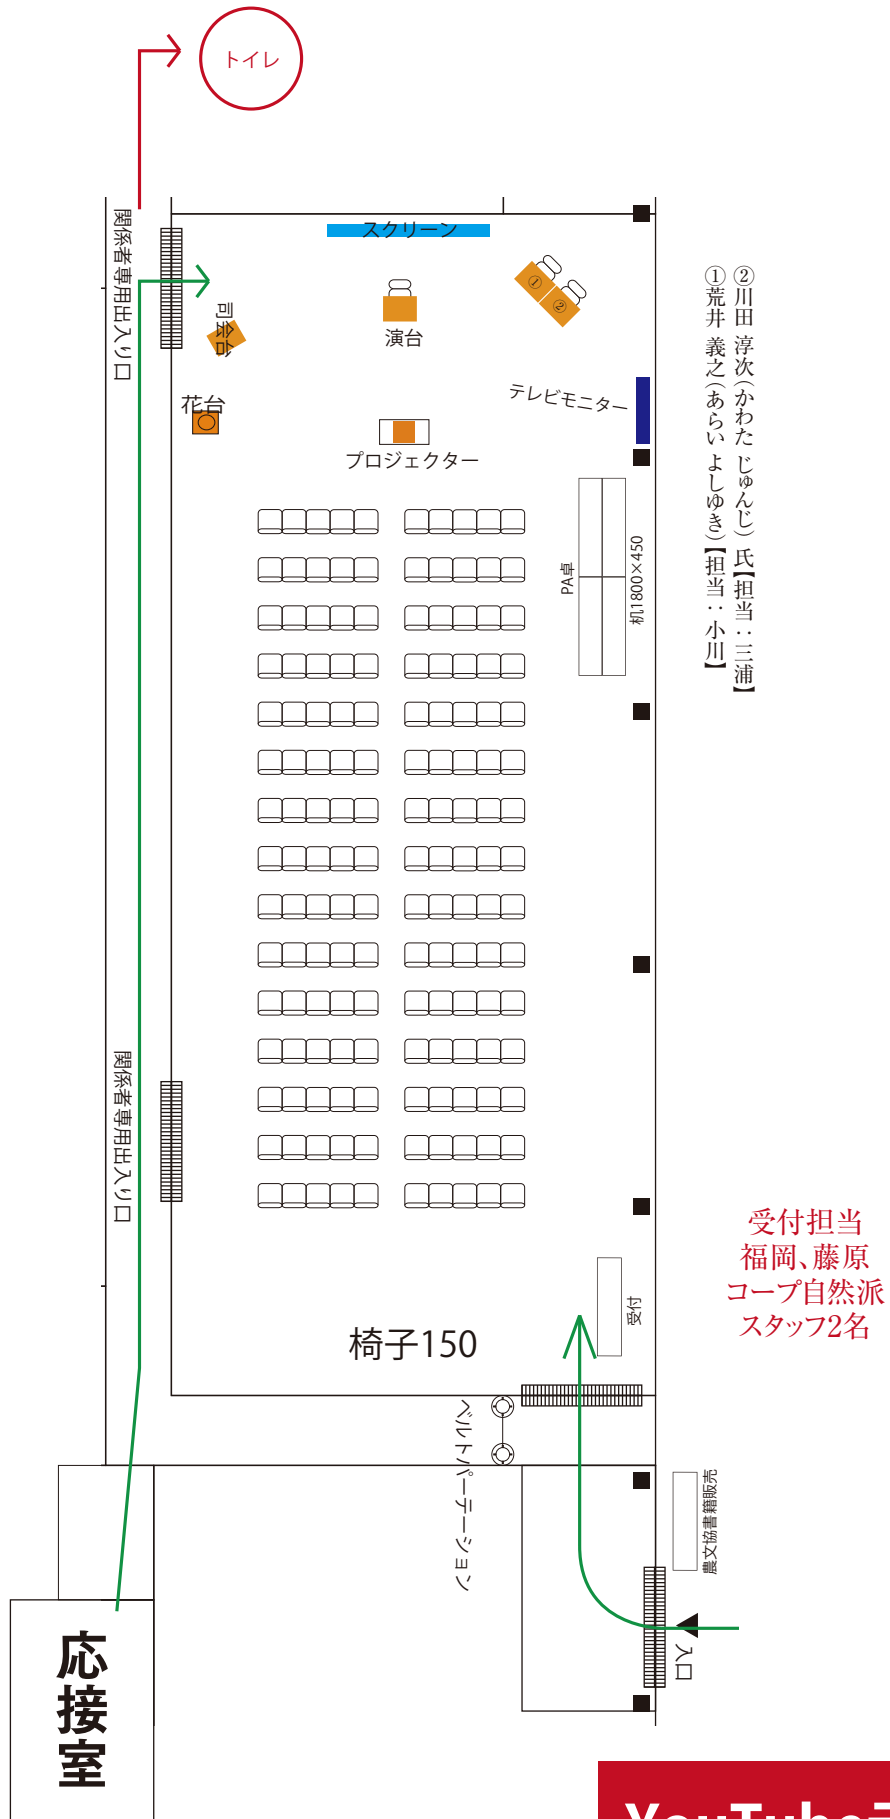 トイレ
関係者専用出入り口
スクリーン
①
②
司会台
演台
花台
テレビモニター
プロジェクター
②川田 淳次（かわた じゅんじ） 氏【担当：三浦】
①荒井 義之（あらい よしゆき）【担当：小川】
PA卓
机1800×450
関係者専用出入り口
受付担当
福岡、藤原
コープ自然派
スタッフ2名
受付
椅子150
ベルトパーテーション
農文協書籍販売
入口
応接室